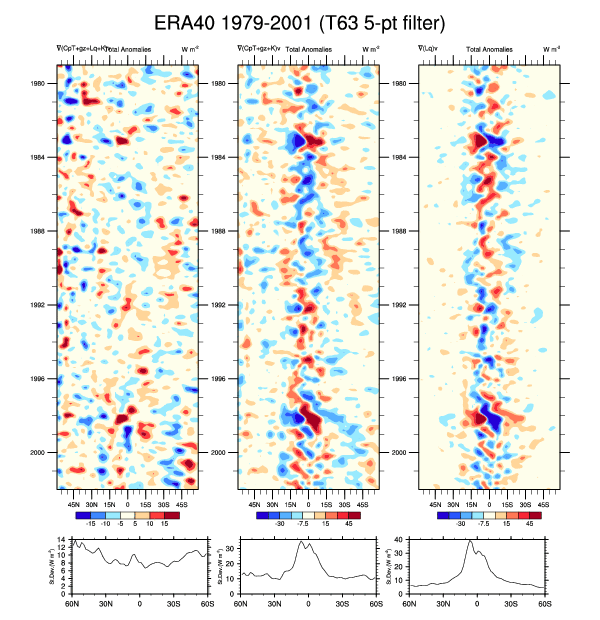 ERA40 1979-2001 (T63 5-pt filter)
∇(CpT+gz+Lq+K)v Total Anomalies W m⁻²
∇(CpT+gz+K)v Total Anomalies W m⁻²
∇(Lq)v Total Anomalies W m⁻²
1980 1980 1980
1984 1984 1984
1988 1988 1988
1992 1992 1992
1996 1996 1996
2000 2000 2000
45N 30N 15N 0 15S 30S 45S
45N 30N 15N 0 15S 30S 45S
45N 30N 15N 0 15S 30S 45S
-15 -10 -5 5 10 15
-30 -7.5 15 45
-30 -7.5 15 45
St.Dev.(W m⁻²)
14
12
10
8
6
4
2
0
60N 30N 0 30S 60S
St.Dev.(W m⁻²)
30
20
10
0
60N 30N 0 30S 60S
St.Dev.(W m⁻²)
40
30
20
10
0
60N 30N 0 30S 60S